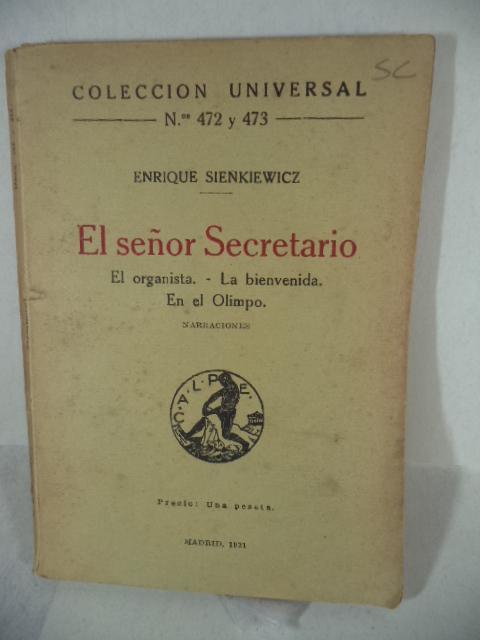 SC
COLECCION UNIVERSAL
N.os 472 y 473
ENRIQUE SIENKIEWICZ
El señor Secretario
El organista. - La bienvenida.
En el Olimpo.
NARRACIONES
C.A.L.P.E.
Precio: Una peseta.
MADRID, 1921